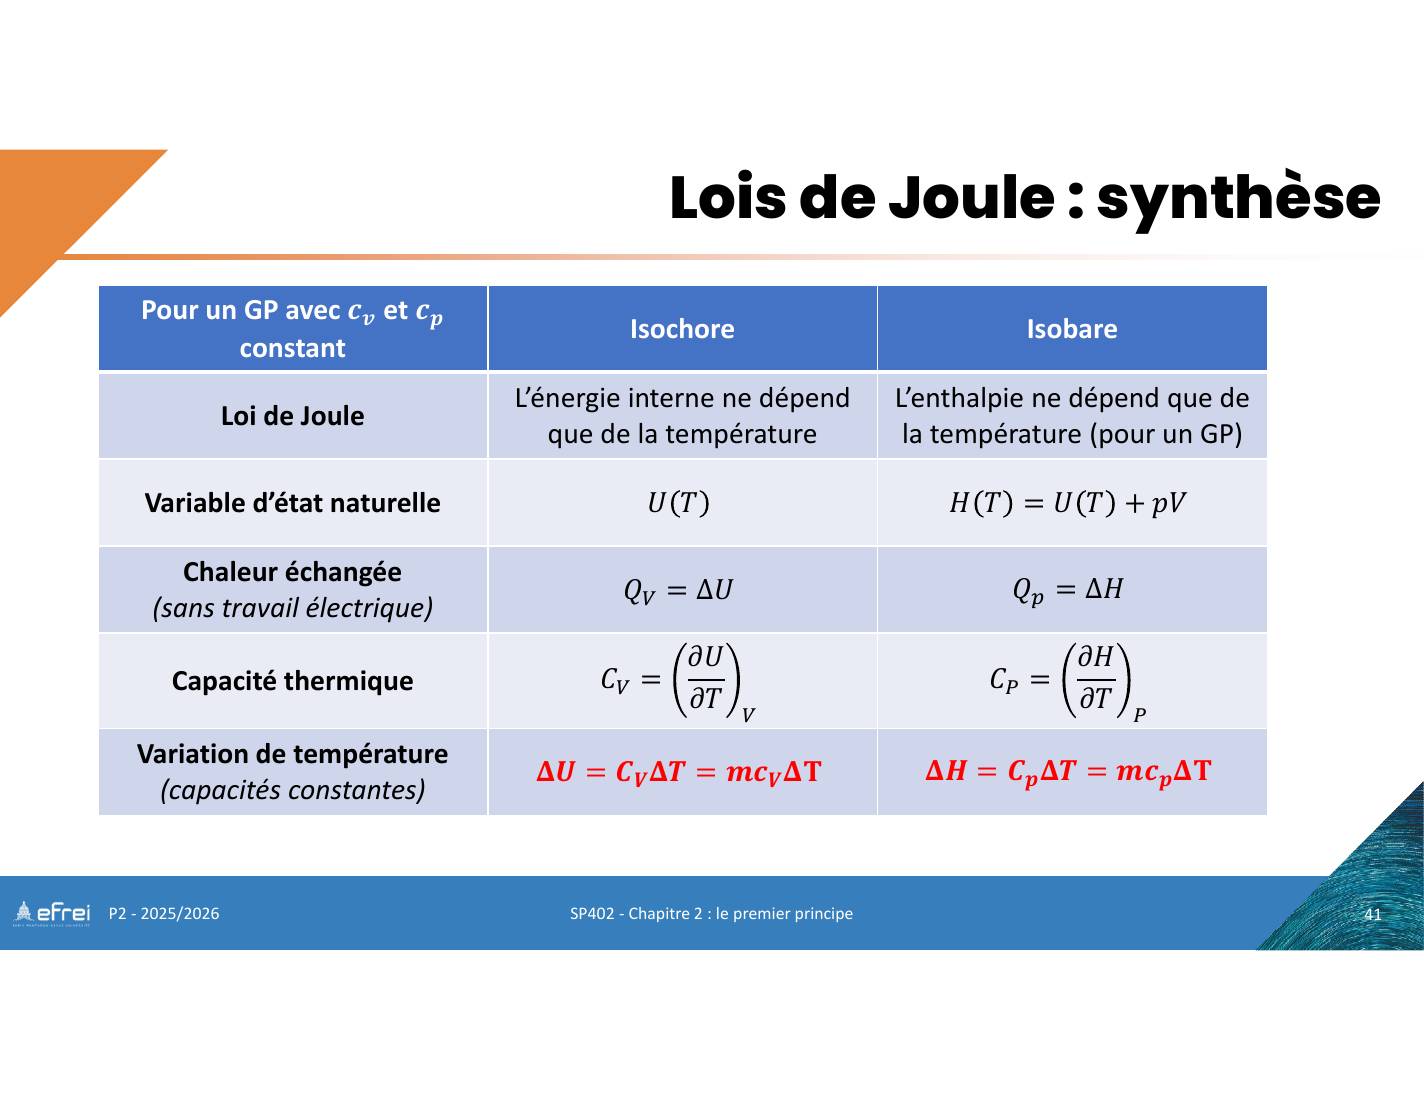 Lois de Joule : synthèse
Pour un GP avec c_v et c_p
constant
Isochore
Isobare
Loi de Joule
L’énergie interne ne dépend
que de la température
L’enthalpie ne dépend que de
la température (pour un GP)
Variable d’état naturelle
U(T)
H(T) = U(T) + pV
Chaleur échangée
(sans travail électrique)
Q_V = ΔU
Q_p = ΔH
Capacité thermique
C_V = (∂U/∂T)_V
C_P = (∂H/∂T)_P
Variation de température
(capacités constantes)
ΔU = C_VΔT = mc_VΔT
ΔH = C_pΔT = mc_pΔT
efrei
P2 - 2025/2026
SP402 - Chapitre 2 : le premier principe
41